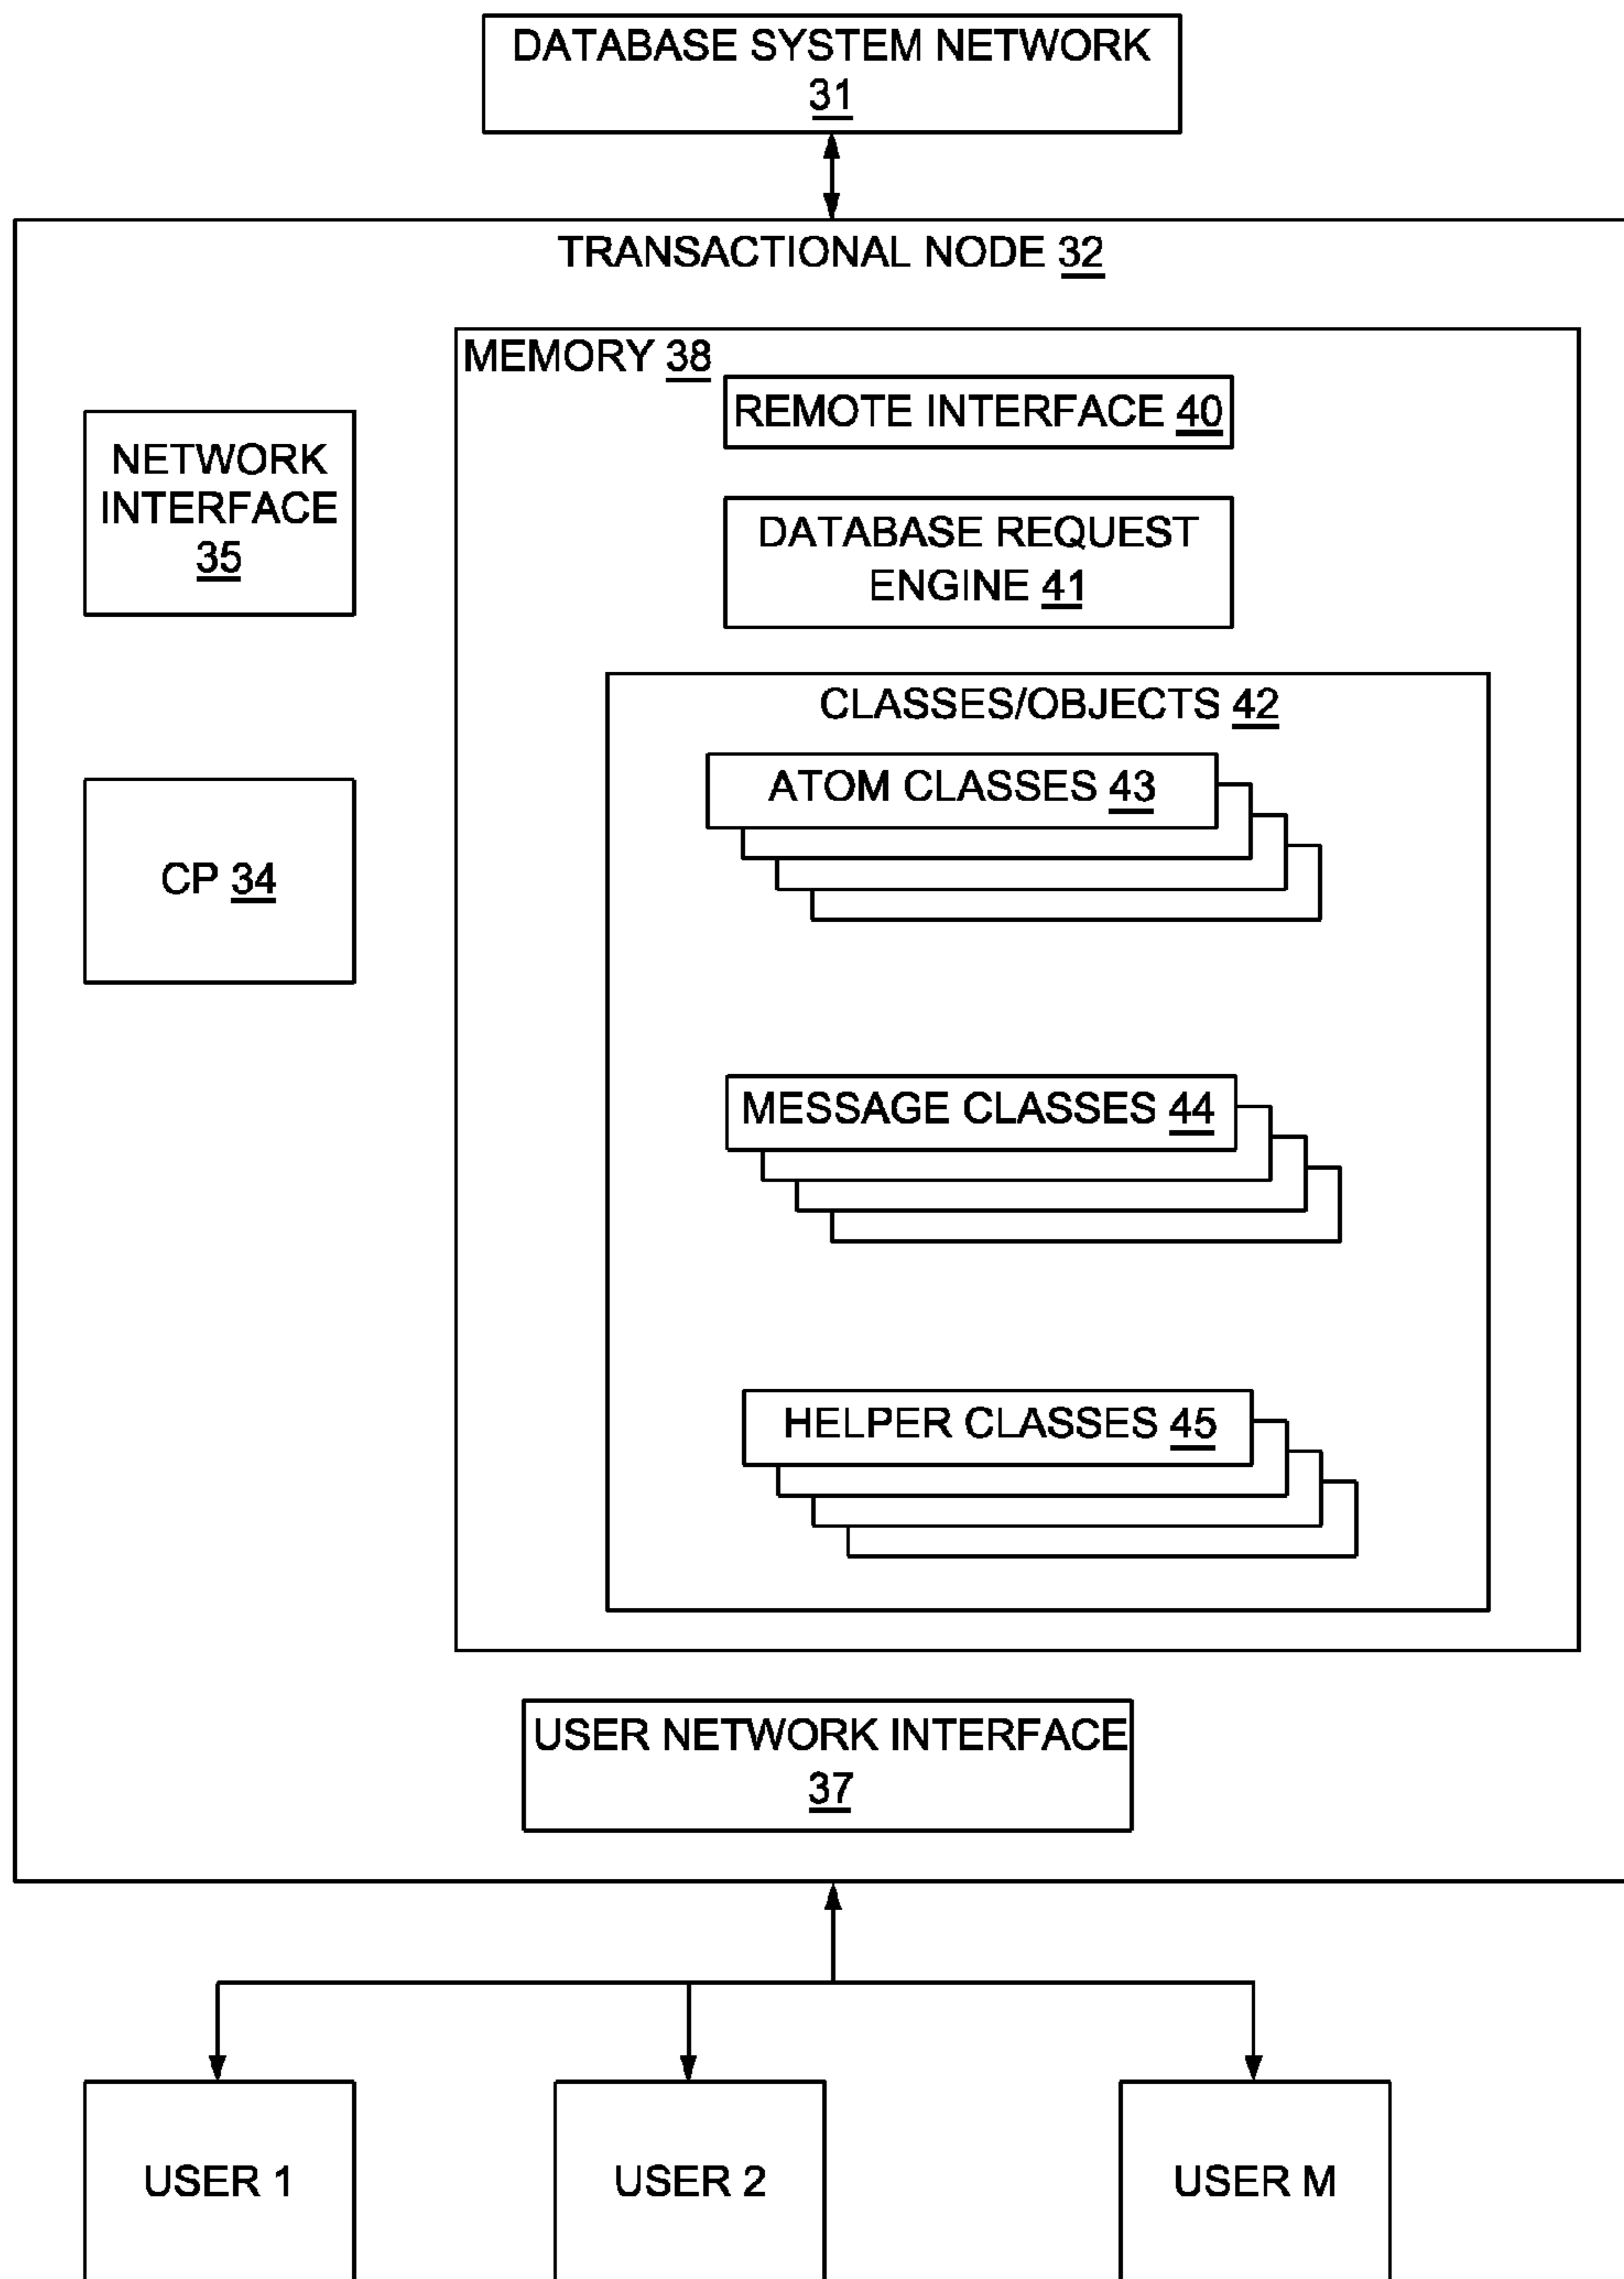 DATABASE SYSTEM NETWORK
31
TRANSACTIONAL NODE 32
MEMORY 38
REMOTE INTERFACE 40
NETWORK
INTERFACE
35
DATABASE REQUEST
ENGINE 41
CLASSES/OBJECTS 42
ATOM CLASSES 43
CP 34
MESSAGE CLASSES 44
HELPER CLASSES 45
USER NETWORK INTERFACE
37
USER 1
USER 2
USER M